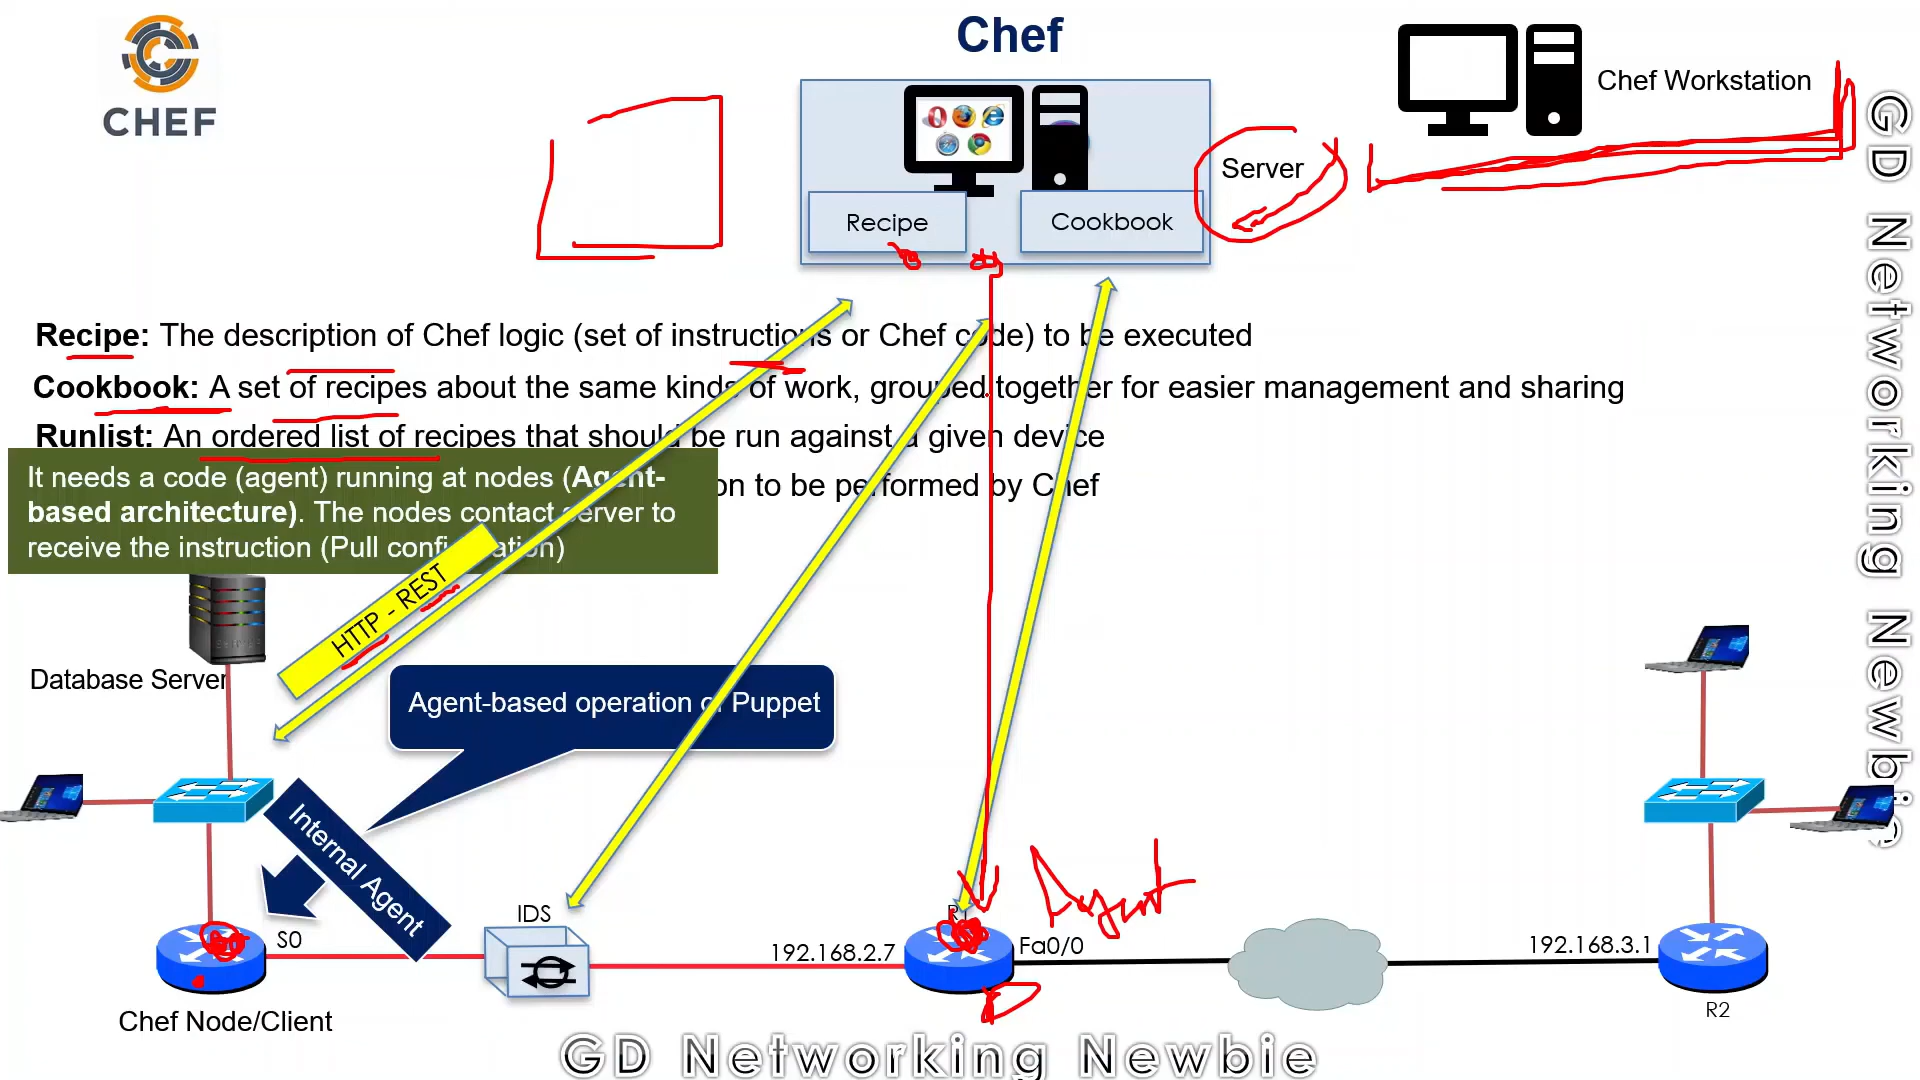 Chef
CHEF
Chef Workstation
Server
Recipe
Cookbook
Recipe: The description of Chef logic (set of instructions or Chef code) to be executed
Cookbook: A set of recipes about the same kinds of work, grouped together for easier management and sharing
Runlist: An ordered list of recipes that should be run against a given device
on to be performed by Chef
It needs a code (agent) running at nodes (Agent-
based architecture). The nodes contact server to
receive the instruction (Pull configuration)
HTTP - REST
Database Server
Agent-based operation of Puppet
Internal Agent
Agent
IDS
R1
S0
192.168.2.7
Fa0/0
192.168.3.1
R2
Chef Node/Client
GD Networking Newbie
GD Networking Newbie